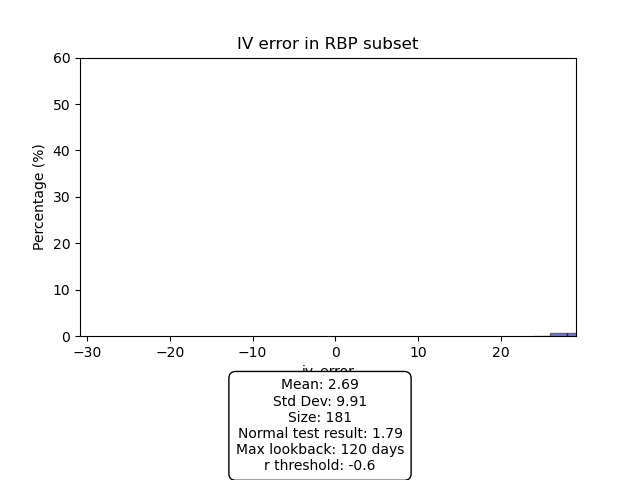 IV error in RBP subset
Percentage (%)
60
50
40
30
20
10
0
−30 −20 −10 0 10 20
iv_error
Mean: 2.69
Std Dev: 9.91
Size: 181
Normal test result: 1.79
Max lookback: 120 days
r threshold: -0.6